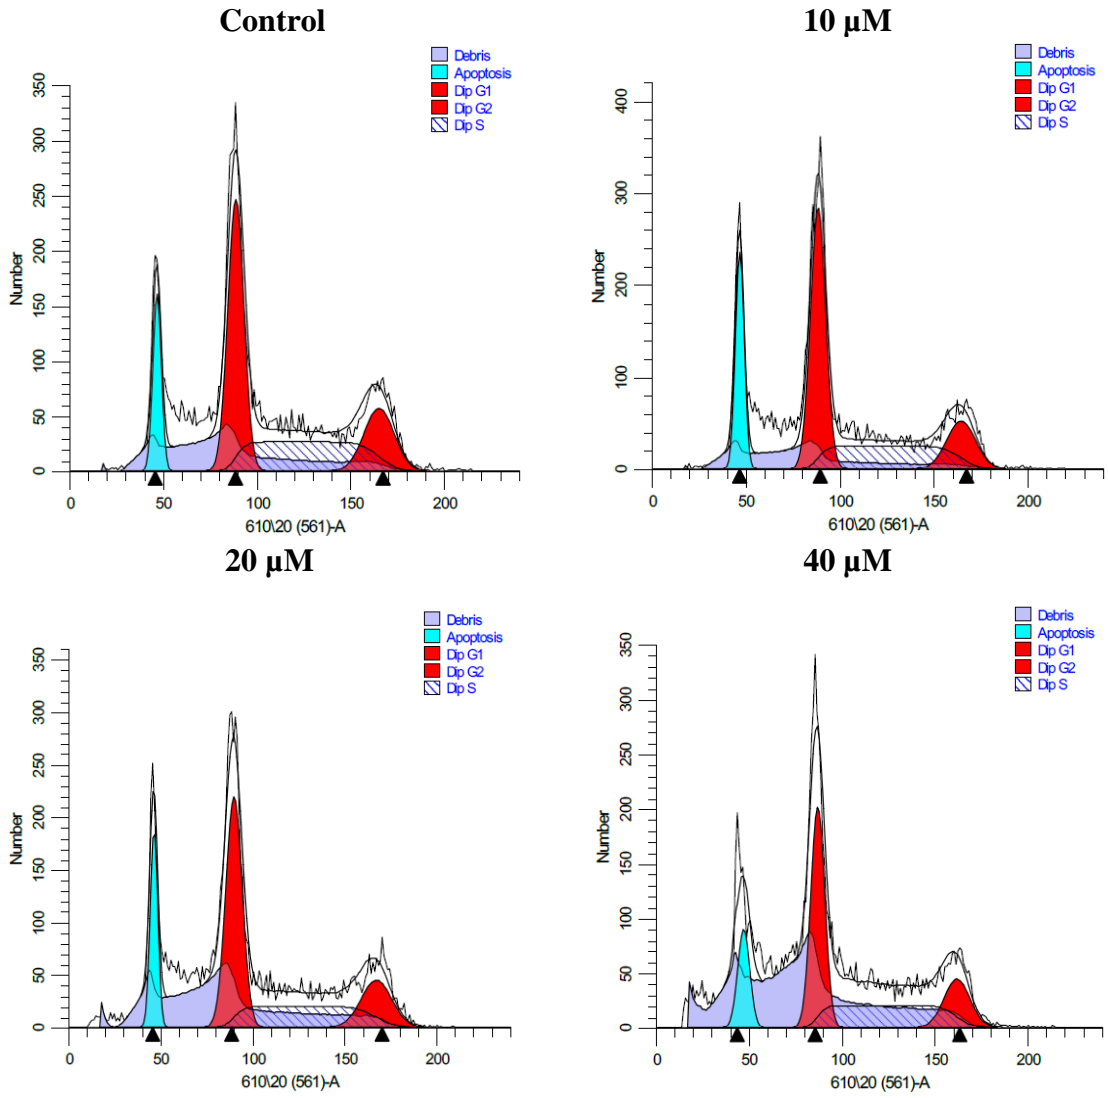 Control
Debris
Apoptosis
Dip G1
Dip G2
Dip S
Number
0 50 100 150 200 250 300 350
0 50 100 150 200
610\20 (561)-A
10 µM
Debris
Apoptosis
Dip G1
Dip G2
Dip S
Number
0 100 200 300 400
0 50 100 150 200
610\20 (561)-A
20 µM
Debris
Apoptosis
Dip G1
Dip G2
Dip S
Number
0 50 100 150 200 250 300 350
0 50 100 150 200
610\20 (561)-A
40 µM
Debris
Apoptosis
Dip G1
Dip G2
Dip S
Number
0 50 100 150 200 250 300 350
0 50 100 150 200
610\20 (561)-A